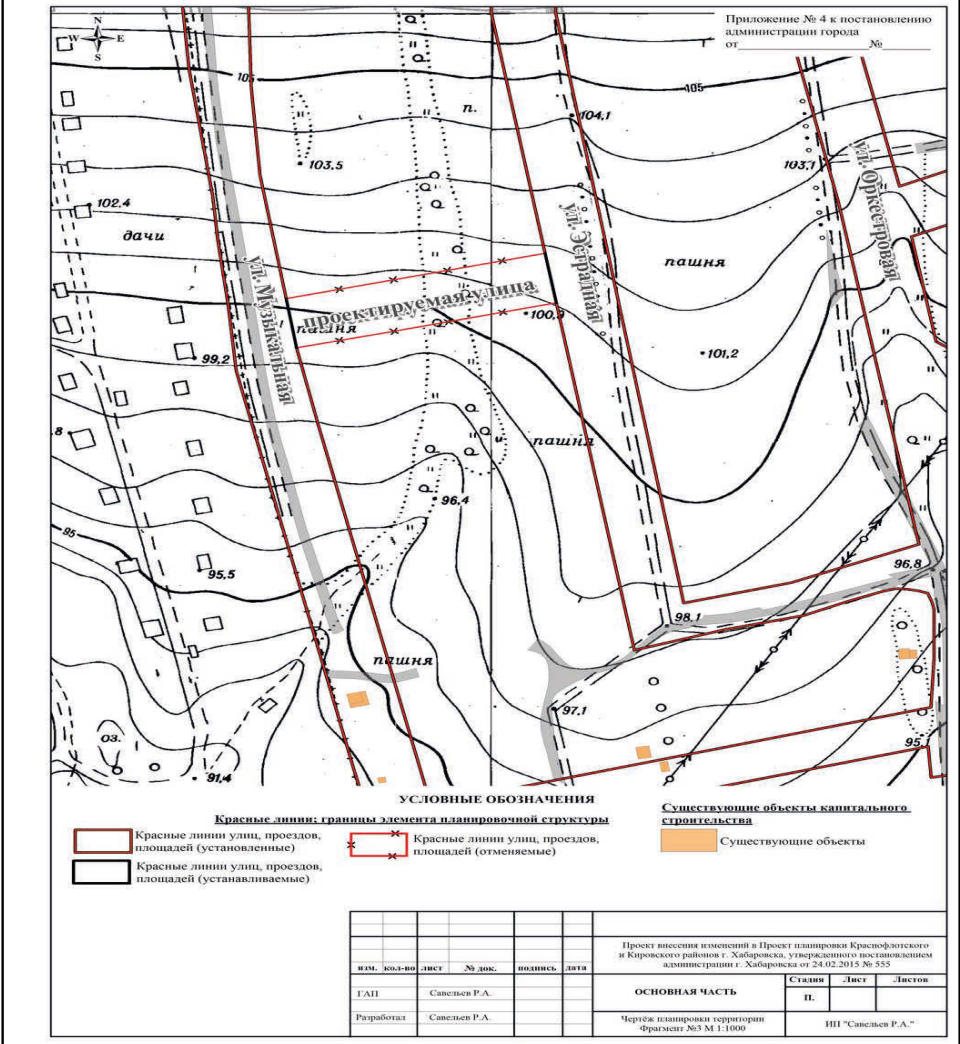 Приложение № 4 к постановлению
администрации города
от №
N
W E
S
105
105
п.
104,1
103,5
103,1
102,4
дачи
ул. Музыкальная
ул. Эстрадная
ул. Оркестровая
пашня
проектируемая улица
пашня
100,9
99,2
101,2
пашня
96,4
95
95,5
96,8
98,1
пашня
97,1
оз.
91,4
95,
УСЛОВНЫЕ ОБОЗНАЧЕНИЯ
Красные линии; границы элемента планировочной структуры
Красные линии улиц, проездов,
площадей (установленные)
Красные линии улиц, проездов,
площадей (отменяемые)
Красные линии улиц, проездов,
площадей (устанавливаемые)
Существующие объекты капитального
строительства
Существующие объекты
изм. кол-во лист № док. подпись дата
ГАП Савельев Р.А.
Разработал Савельев Р.А.
Проект внесения изменений в Проект планировки Краснофлотского
и Кировского районов г. Хабаровска, утвержденного постановлением
администрации г. Хабаровска от 24.02.2015 № 555
ОСНОВНАЯ ЧАСТЬ
Стадия Лист Листов
П.
Чертёж планировки территории
Фрагмент №3 М 1:1000
ИП "Савельев Р.А."